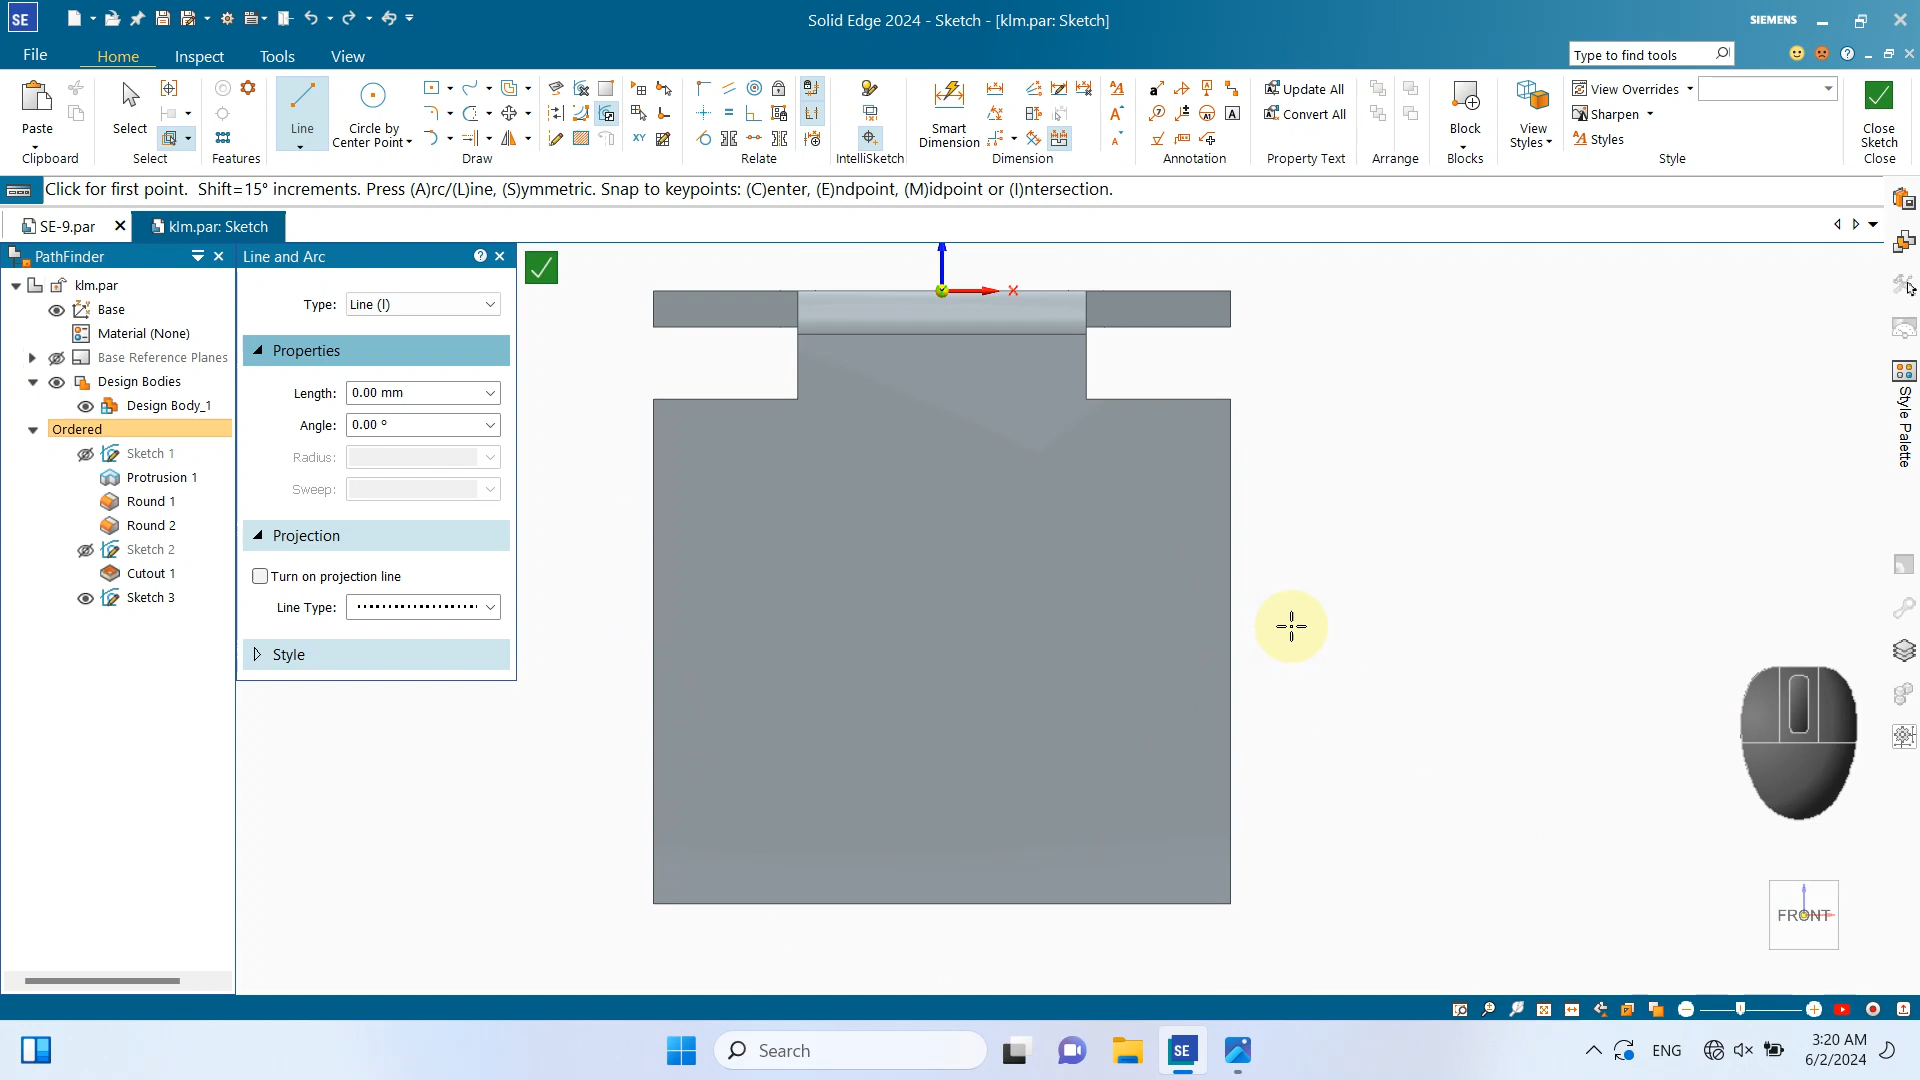 SE
Solid Edge 2024 - Sketch - [klm.par: Sketch]
SIEMENS
File
Home
Inspect
Tools
View
Type to find tools
Paste
Clipboard
Select
Select
Features
Line
Circle by
Center Point
Draw
XY
Relate
IntelliSketch
Smart
Dimension
Dimension
Annotation
Update All
Convert All
Property Text
Arrange
Block
Blocks
View
Styles
View Overrides
Sharpen
Styles
Style
Close
Sketch
Close
Click for first point.  Shift=15° increments. Press (A)rc/(L)ine, (S)ymmetric. Snap to keypoints: (C)enter, (E)ndpoint, (M)idpoint or (I)ntersection.
SE-9.par
klm.par: Sketch
PathFinder
klm.par
Base
Material (None)
Base Reference Planes
Design Bodies
Design Body_1
Ordered
Sketch 1
Protrusion 1
Round 1
Round 2
Sketch 2
Cutout 1
Sketch 3
Line and Arc
Type: Line (l)
Properties
Length: 0.00 mm
Angle: 0.00 °
Radius:
Sweep:
Projection
Turn on projection line
Line Type:
Style
X
Style Palette
FRONT
Search
SE
ENG
3:20 AM
6/2/2024